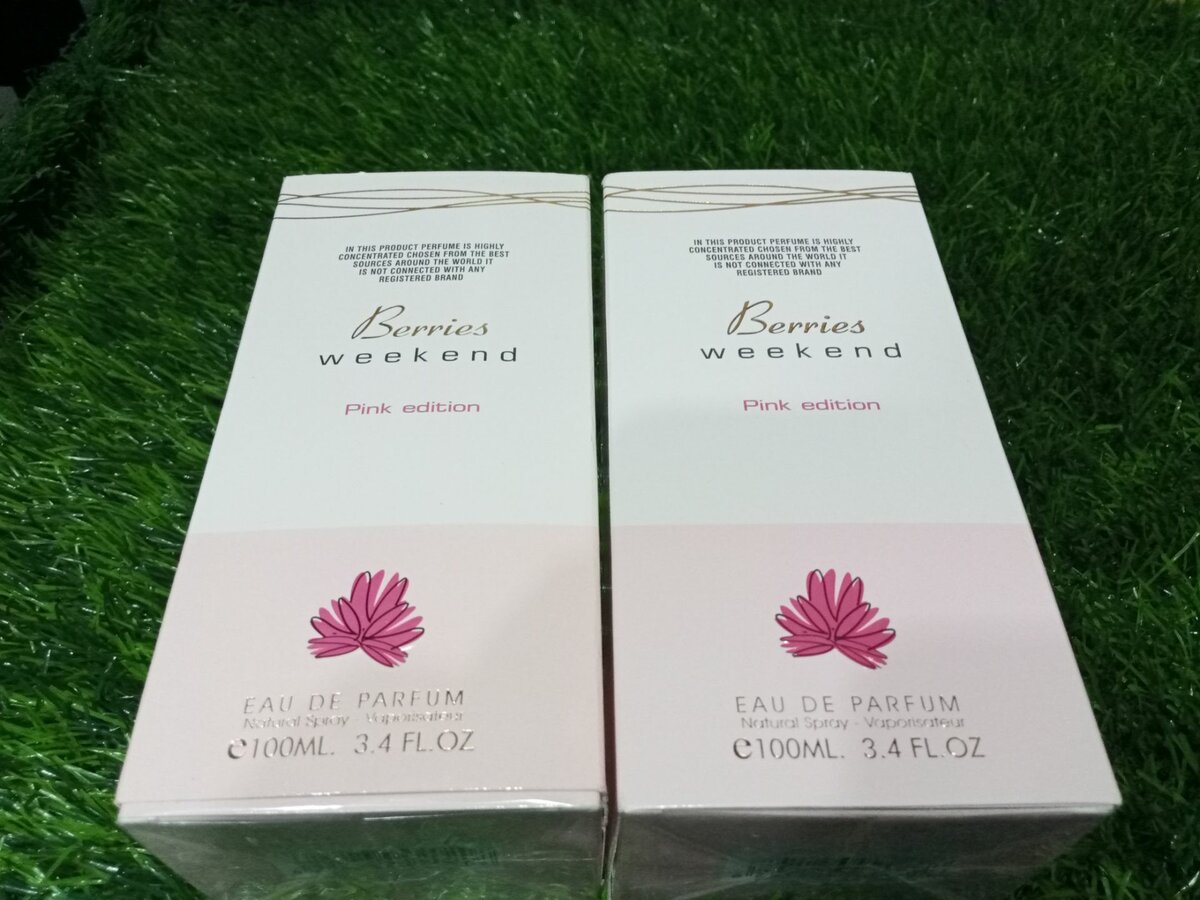 IN THIS PRODUCT PERFUME IS HIGHLY
CONCENTRATED CHOSEN FROM THE BEST
SOURCES AROUND THE WORLD IT
IS NOT CONNECTED WITH ANY
REGISTERED BRAND
Berries
weekend
Pink edition
EAU DE PARFUM
Natural Spray - Vaporisateur
℮100ML. 3.4 FL.OZ
IN THIS PRODUCT PERFUME IS HIGHLY
CONCENTRATED CHOSEN FROM THE BEST
SOURCES AROUND THE WORLD IT
IS NOT CONNECTED WITH ANY
REGISTERED BRAND
Berries
weekend
Pink edition
EAU DE PARFUM
Natural Spray - Vaporisateur
℮100ML. 3.4 FL.OZ